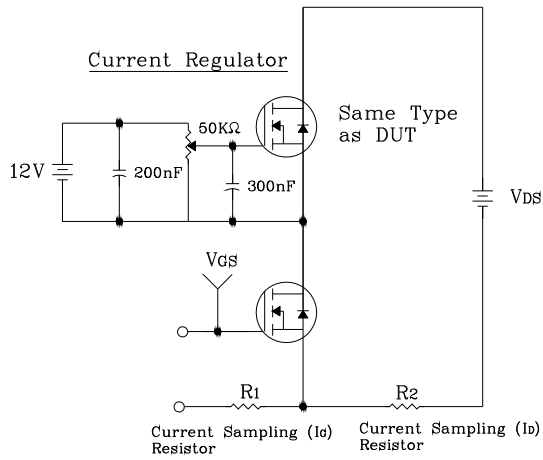 Current Regulator
Same Type
as DUT
50KΩ
12V
200nF
300nF
VDS
VGS
R1
R2
Current Sampling (IG)
Resistor
Current Sampling (ID)
Resistor